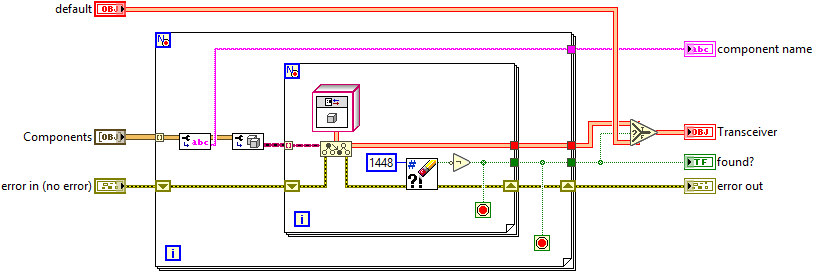 default
OBJ
N
abc
component name
N
Components
[OBJ]
abc
OBJ
Transceiver
1448
#
?!
?
TF
found?
error in (no error)
error out
i
i